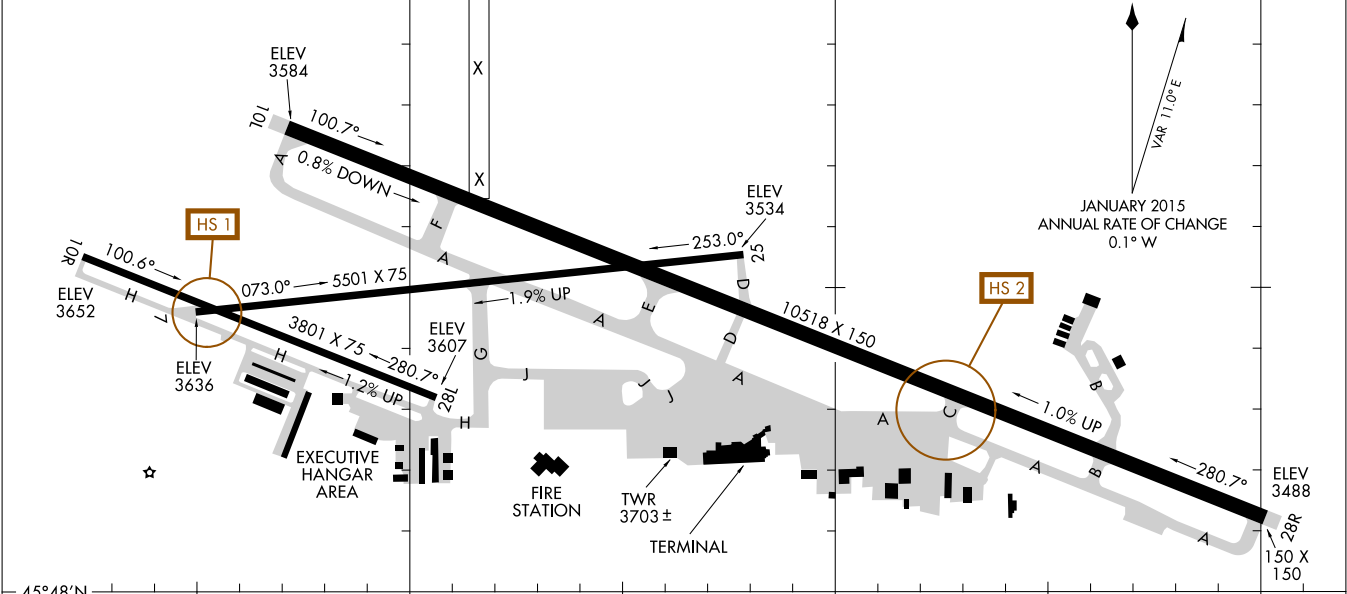 ELEV
3584
10L
100.7°
A
0.8% DOWN
X
X
VAR 11.0° E
JANUARY 2015
ANNUAL RATE OF CHANGE
0.1° W
HS 1
F
A
ELEV
3534
253.0°
25
D
10R
100.6°
ELEV
3652
H
L
ELEV
3636
073.0°
5501 X 75
1.9% UP
A
E
D
A
3801 X 75
280.7°
ELEV
3607
28L
H
1.2% UP
G
J
J
J
H
10518 X 150
HS 2
B
A
C
1.0% UP
A
B
280.7°
ELEV
3488
28R
A
150 X
150
EXECUTIVE
HANGAR
AREA
FIRE
STATION
TWR
3703 ±
TERMINAL
45°48'N